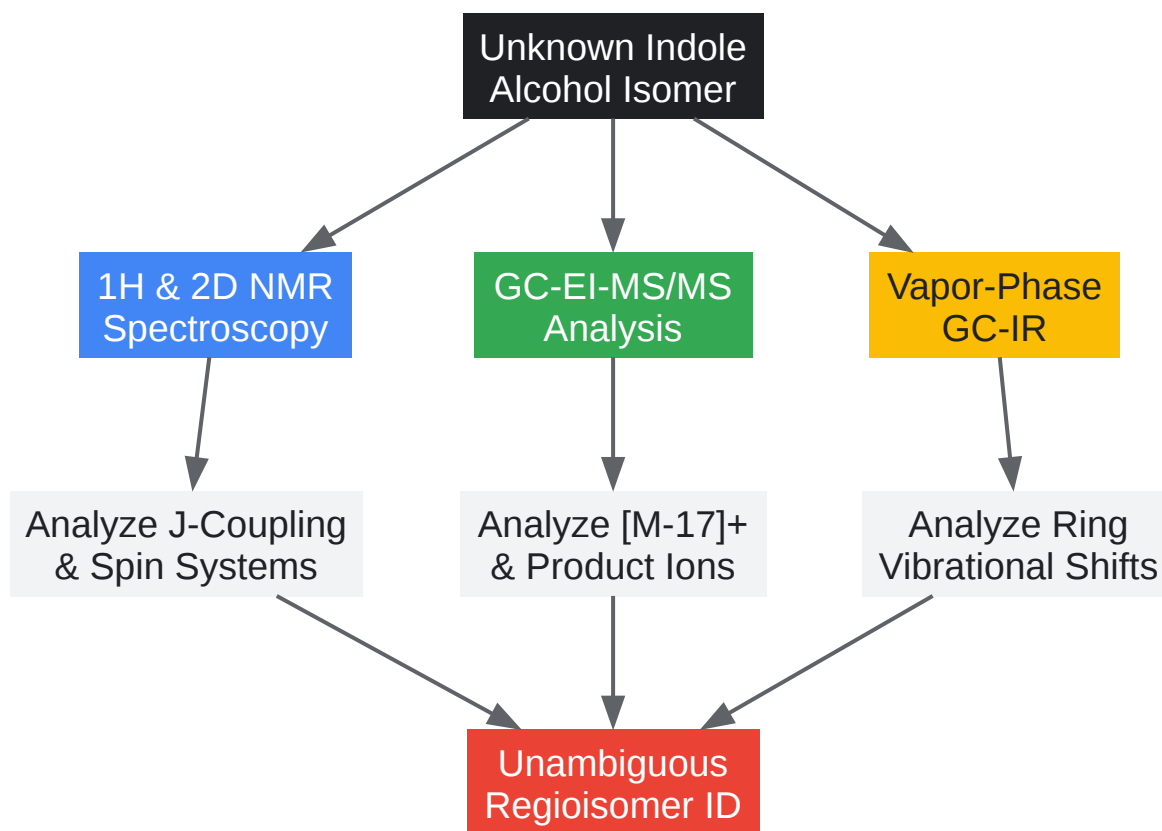 Unknown Indole
Alcohol Isomer
1H & 2D NMR
Spectroscopy
GC-EI-MS/MS
Analysis
Vapor-Phase
GC-IR
Analyze J-Coupling
& Spin Systems
Analyze [M-17]+
& Product Ions
Analyze Ring
Vibrational Shifts
Unambiguous
Regioisomer ID